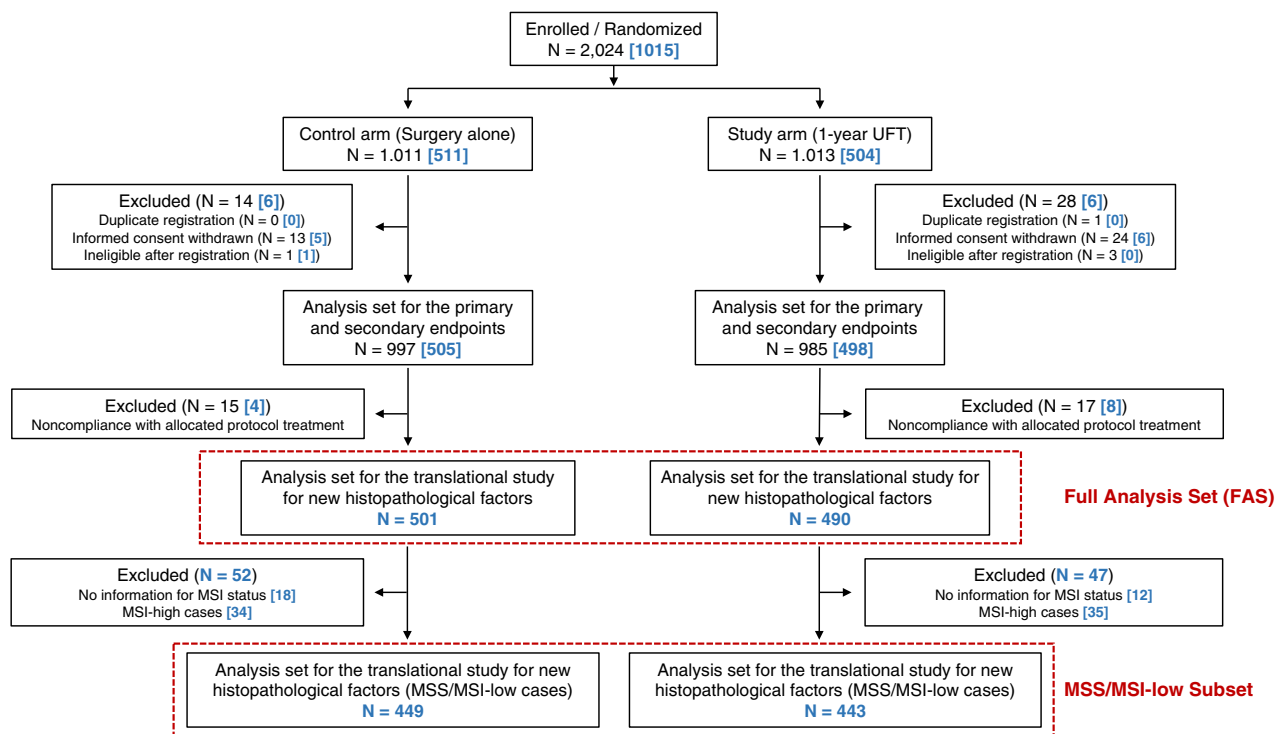 Enrolled / Randomized
N = 2,024 [1015]
Control arm (Surgery alone)
N = 1.011 [511]
Study arm (1-year UFT)
N = 1.013 [504]
Excluded (N = 14 [6])
Duplicate registration (N = 0 [0])
Informed consent withdrawn (N = 13 [5])
Ineligible after registration (N = 1 [1])
Excluded (N = 28 [6])
Duplicate registration (N = 1 [0])
Informed consent withdrawn (N = 24 [6])
Ineligible after registration (N = 3 [0])
Analysis set for the primary
and secondary endpoints
N = 997 [505]
Analysis set for the primary
and secondary endpoints
N = 985 [498]
Excluded (N = 15 [4])
Noncompliance with allocated protocol treatment
Excluded (N = 17 [8])
Noncompliance with allocated protocol treatment
Analysis set for the translational study
for new histopathological factors
N = 501
Analysis set for the translational study for
new histopathological factors
N = 490
Full Analysis Set (FAS)
Excluded (N = 52)
No information for MSI status [18]
MSI-high cases [34]
Excluded (N = 47)
No information for MSI status [12]
MSI-high cases [35]
Analysis set for the translational study for new
histopathological factors (MSS/MSI-low cases)
N = 449
Analysis set for the translational study for new
histopathological factors (MSS/MSI-low cases)
N = 443
MSS/MSI-low Subset